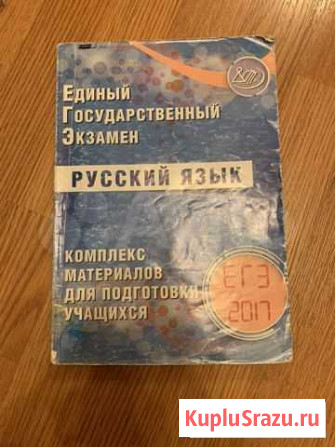 Единый
Государственный
Экзамен
РУССКИЙ ЯЗЫК
КОМПЛЕКС
МАТЕРИАЛОВ
ДЛЯ ПОДГОТОВКИ
УЧАЩИХСЯ
ЕГЭ
2017
KupluSrazu.ru